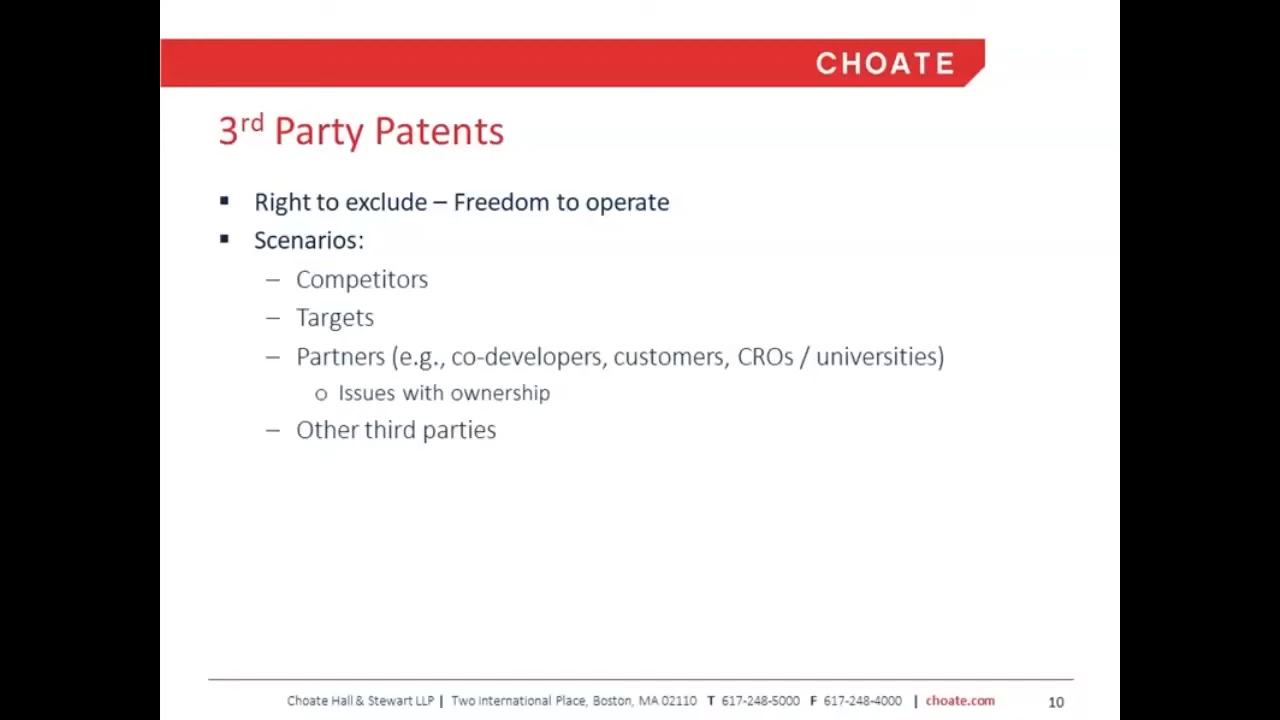 CHOATE
3rd Party Patents
▪ Right to exclude – Freedom to operate
▪ Scenarios:
– Competitors
– Targets
– Partners (e.g., co-developers, customers, CROs / universities)
o Issues with ownership
– Other third parties
Choate Hall & Stewart LLP | Two International Place, Boston, MA 02110 T 617-248-5000 F 617-248-4000 | choate.com 10